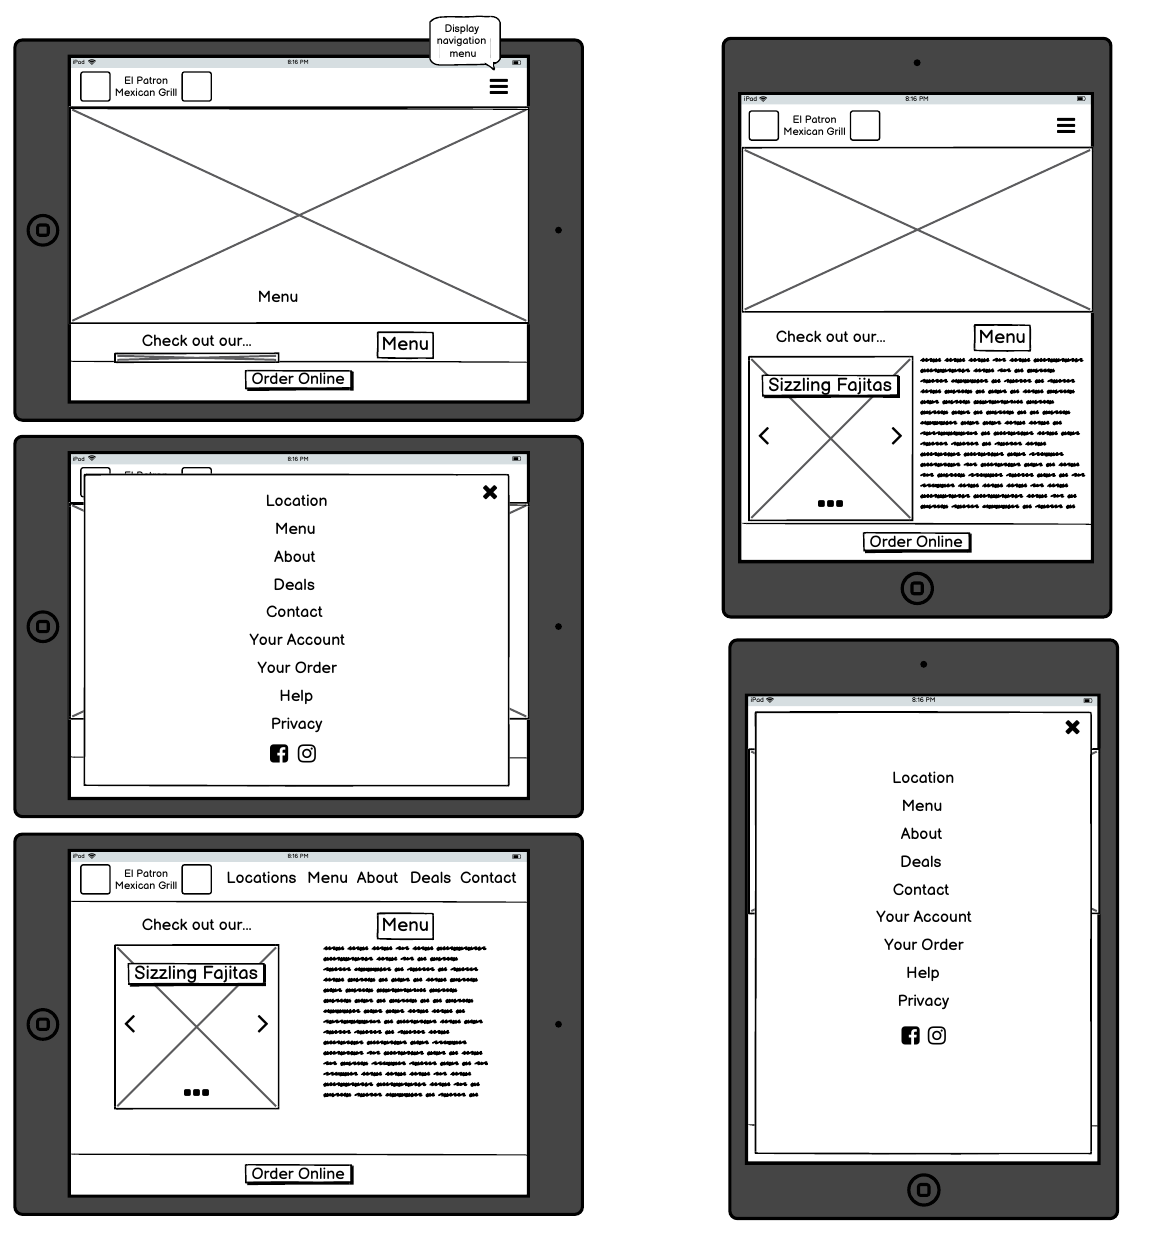 Display
navigation
menu
iPad 8:16 PM
El Patron
Mexican Grill
Menu
Check out our...
Menu
Order Online
iPad 8:16 PM
El Patron
Location
Menu
About
Deals
Contact
Your Account
Your Order
Help
Privacy
iPad 8:16 PM
El Patron
Mexican Grill
Locations Menu About Deals Contact
Check out our...
Menu
Sizzling Fajitas
Order Online
iPad 8:16 PM
El Patron
Mexican Grill
Check out our...
Menu
Sizzling Fajitas
Order Online
iPad 8:16 PM
Location
Menu
About
Deals
Contact
Your Account
Your Order
Help
Privacy